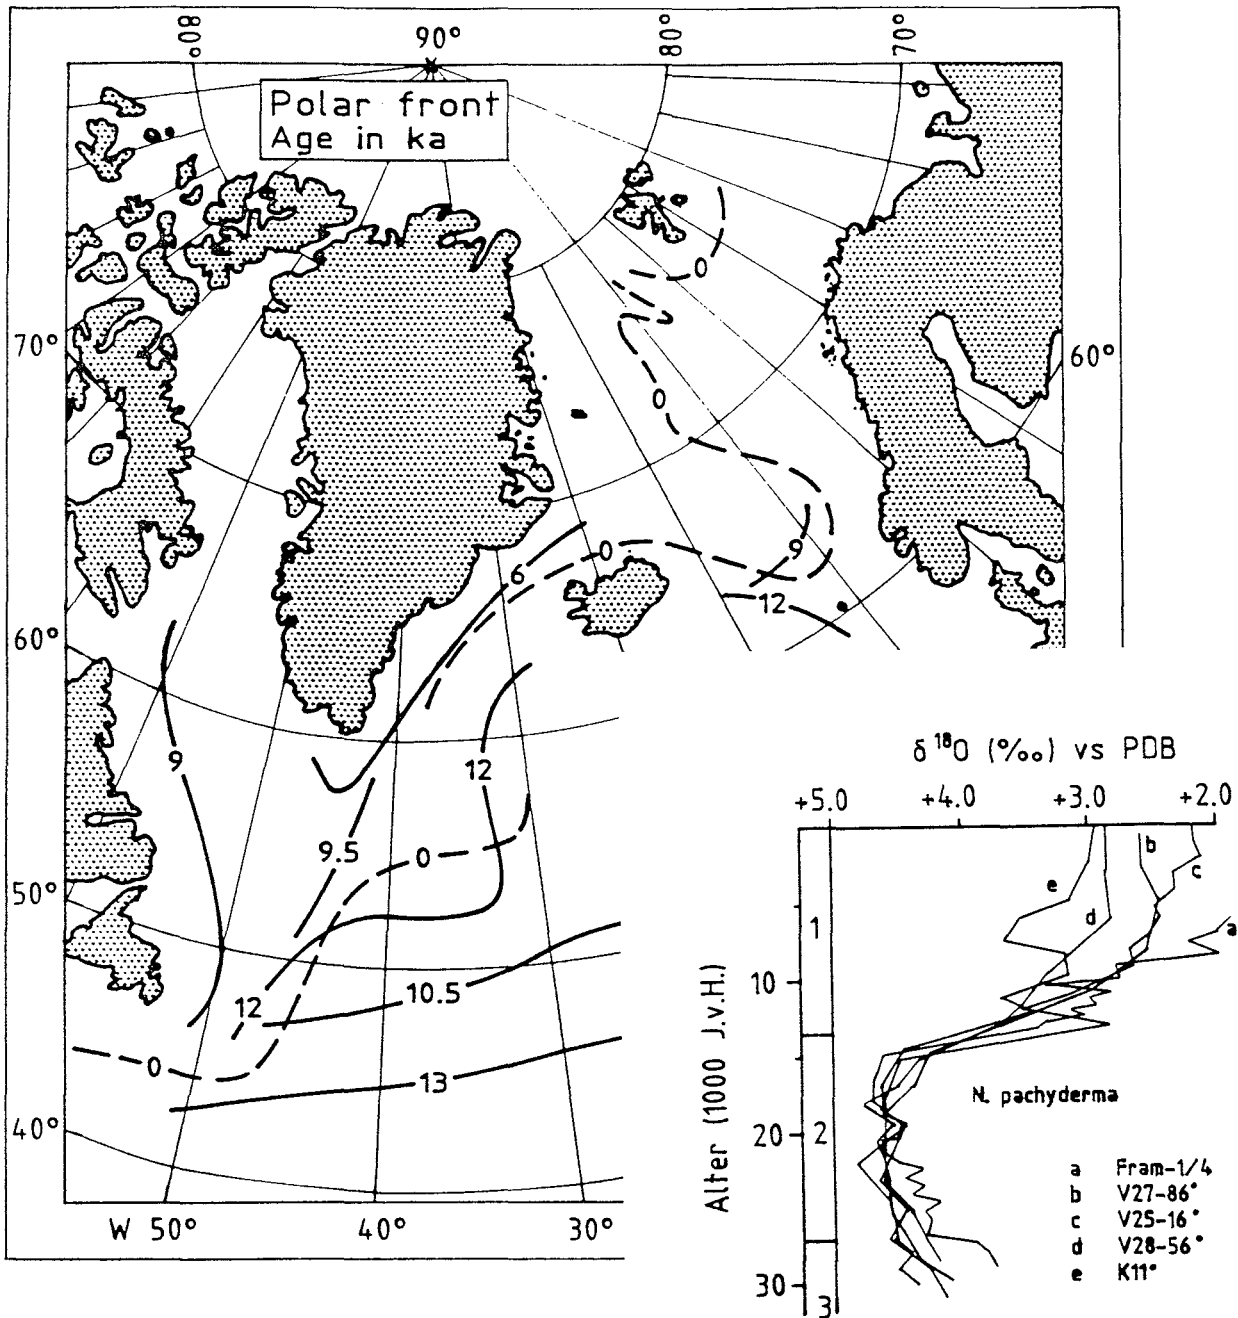 80°
90°
80°
70°
Polar front
Age in ka
0
70°
60°
0
9
6
0
12
60°
9
12
9.5
0
50°
12
10.5
0
13
40°
W 50°
40°
30°
δ ¹⁸O (‰) vs PDB
+5.0
+4.0
+3.0
+2.0
b
c
e
d
a
1
10
N. pachyderma
20
2
Alter (1000 J.v.H.)
a Fram-1/4
b V27-86°
c V25-16°
d V28-56°
e K11°
30
3